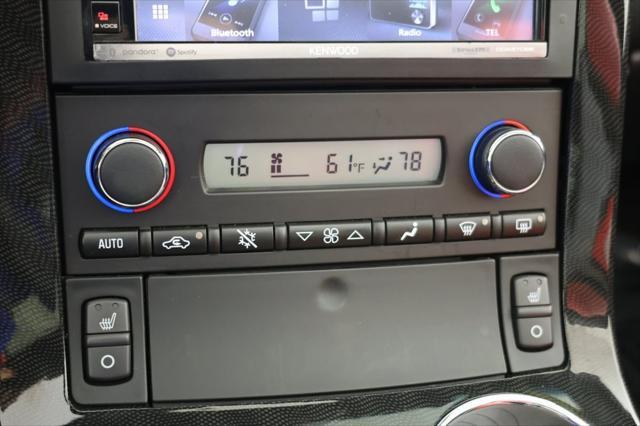 VOICE
Bluetooth
Radio
TEL
pandora
Spotify
KENWOOD
76 61°F 78
AUTO